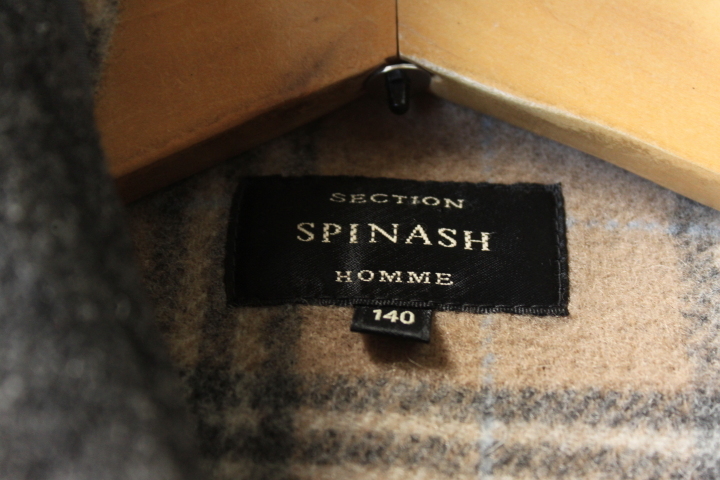 SECTION
SPINASH
HOMME
140